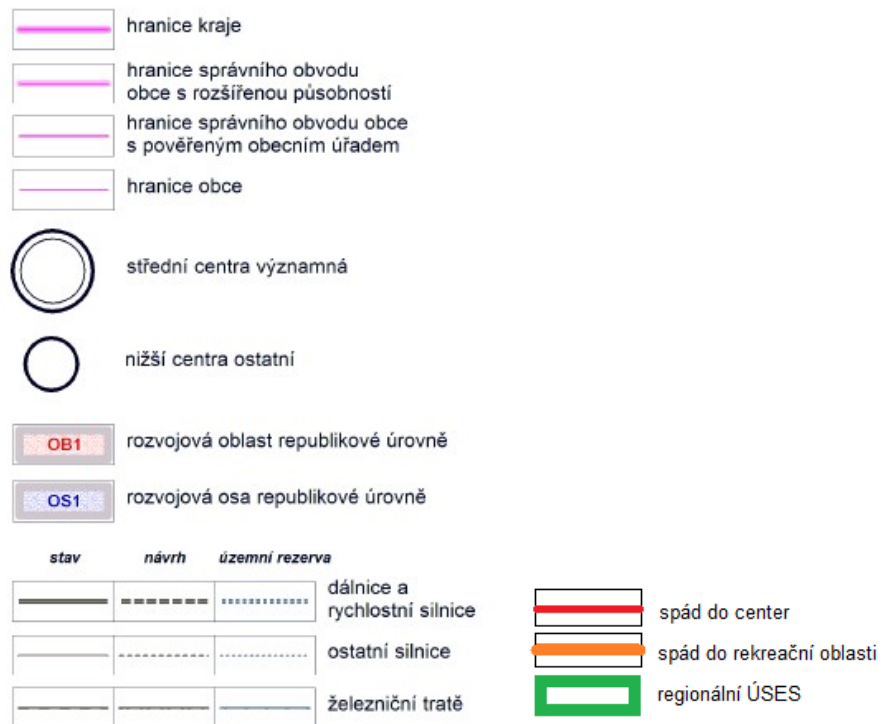 hranice kraje
hranice správního obvodu
obce s rozšířenou působností
hranice správního obvodu obce
s pověřeným obecním úřadem
hranice obce
střední centra významná
nižší centra ostatní
OB1 rozvojová oblast republikové úrovně
OS1 rozvojová osa republikové úrovně
stav návrh územní rezerva
dálnice a
rychlostní silnice
ostatní silnice
železniční tratě
spád do center
spád do rekreační oblasti
regionální ÚSES